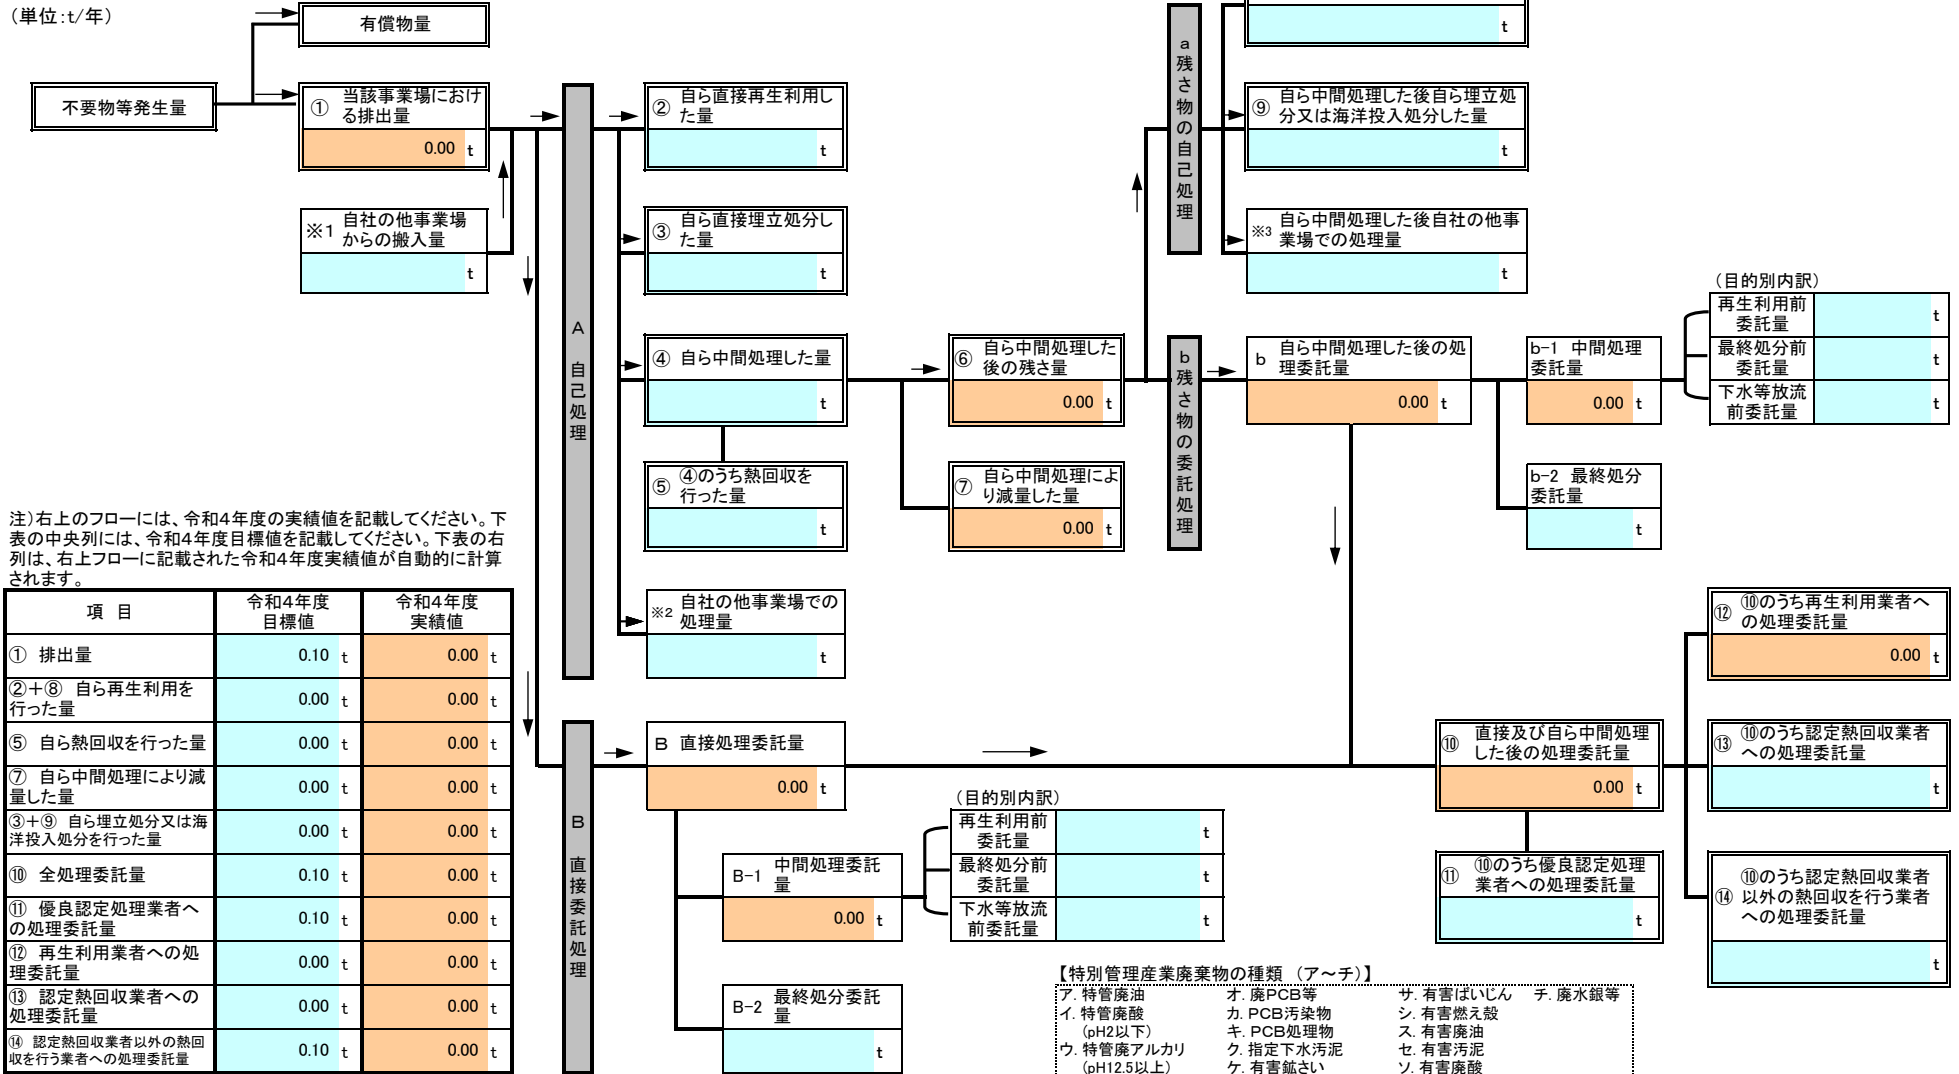 (単位:t/年)
有償物量
不要物等発生量
① 当該事業場におけ
る排出量
0.00 t
※1 自社の他事業場
からの搬入量
t
A 自己処理
② 自ら直接再生利用し
た量
t
③ 自ら直接埋立処分し
た量
t
④ 自ら中間処理した量
t
⑤ ④のうち熱回収を
行った量
t
※2 自社の他事業場での
処理量
t
⑥ 自ら中間処理した
後の残さ量
0.00 t
⑦ 自ら中間処理によ
り減量した量
0.00 t
a 残さ物の自己処理
t
⑨ 自ら中間処理した後自ら埋立処
分又は海洋投入処分した量
t
※3 自ら中間処理した後自社の他事
業場での処理量
t
b 残さ物の委託処理
b 自ら中間処理した後の処
理委託量
0.00 t
b-1 中間処理
委託量
0.00 t
b-2 最終処分
委託量
t
(目的別内訳)
再生利用前
委託量
t
最終処分前
委託量
t
下水等放流
前委託量
t
注)右上のフローには、令和4年度の実績値を記載してください。下
表の中央列には、令和4年度目標値を記載してください。下表の右
列は、右上フローに記載された令和4年度実績値が自動的に計算
されます。
項 目 令和4年度
目標値 令和4年度
実績値
① 排出量 0.10 t 0.00 t
②+⑧ 自ら再生利用を
行った量 0.00 t 0.00 t
⑤ 自ら熱回収を行った量 0.00 t 0.00 t
⑦ 自ら中間処理により減
量した量 0.00 t 0.00 t
③+⑨ 自ら埋立処分又は海
洋投入処分を行った量 0.00 t 0.00 t
⑩ 全処理委託量 0.10 t 0.00 t
⑪ 優良認定処理業者へ
の処理委託量 0.10 t 0.00 t
⑫ 再生利用業者への処
理委託量 0.00 t 0.00 t
⑬ 認定熱回収業者への
処理委託量 0.00 t 0.00 t
⑭ 認定熱回収業者以外の熱回
収を行う業者への処理委託量 0.10 t 0.00 t
B 直接委託処理
B 直接処理委託量
0.00 t
B-1 中間処理委託
量
0.00 t
B-2 最終処分委託
量
t
(目的別内訳)
再生利用前
委託量
t
最終処分前
委託量
t
下水等放流
前委託量
t
⑩ 直接及び自ら中間処理
した後の処理委託量
0.00 t
⑪ ⑩のうち優良認定処理
業者への処理委託量
t
⑫ ⑩のうち再生利用業者へ
の処理委託量
0.00 t
⑬ ⑩のうち認定熱回収業者
への処理委託量
t
⑭ ⑩のうち認定熱回収業者
以外の熱回収を行う業者
への処理委託量
t
【特別管理産業廃棄物の種類 (ア~チ)】
ア. 特管廃油 オ. 廃PCB等 サ. 有害ばいじん チ. 廃水銀等
イ. 特管廃酸 カ. PCB汚染物 シ. 有害燃え殻
(pH2以下) キ. PCB処理物 ス. 有害廃油
ウ. 特管廃アルカリ ク. 指定下水汚泥 セ. 有害汚泥
(pH12.5以上) ケ. 有害鉱さい ソ. 有害廃酸